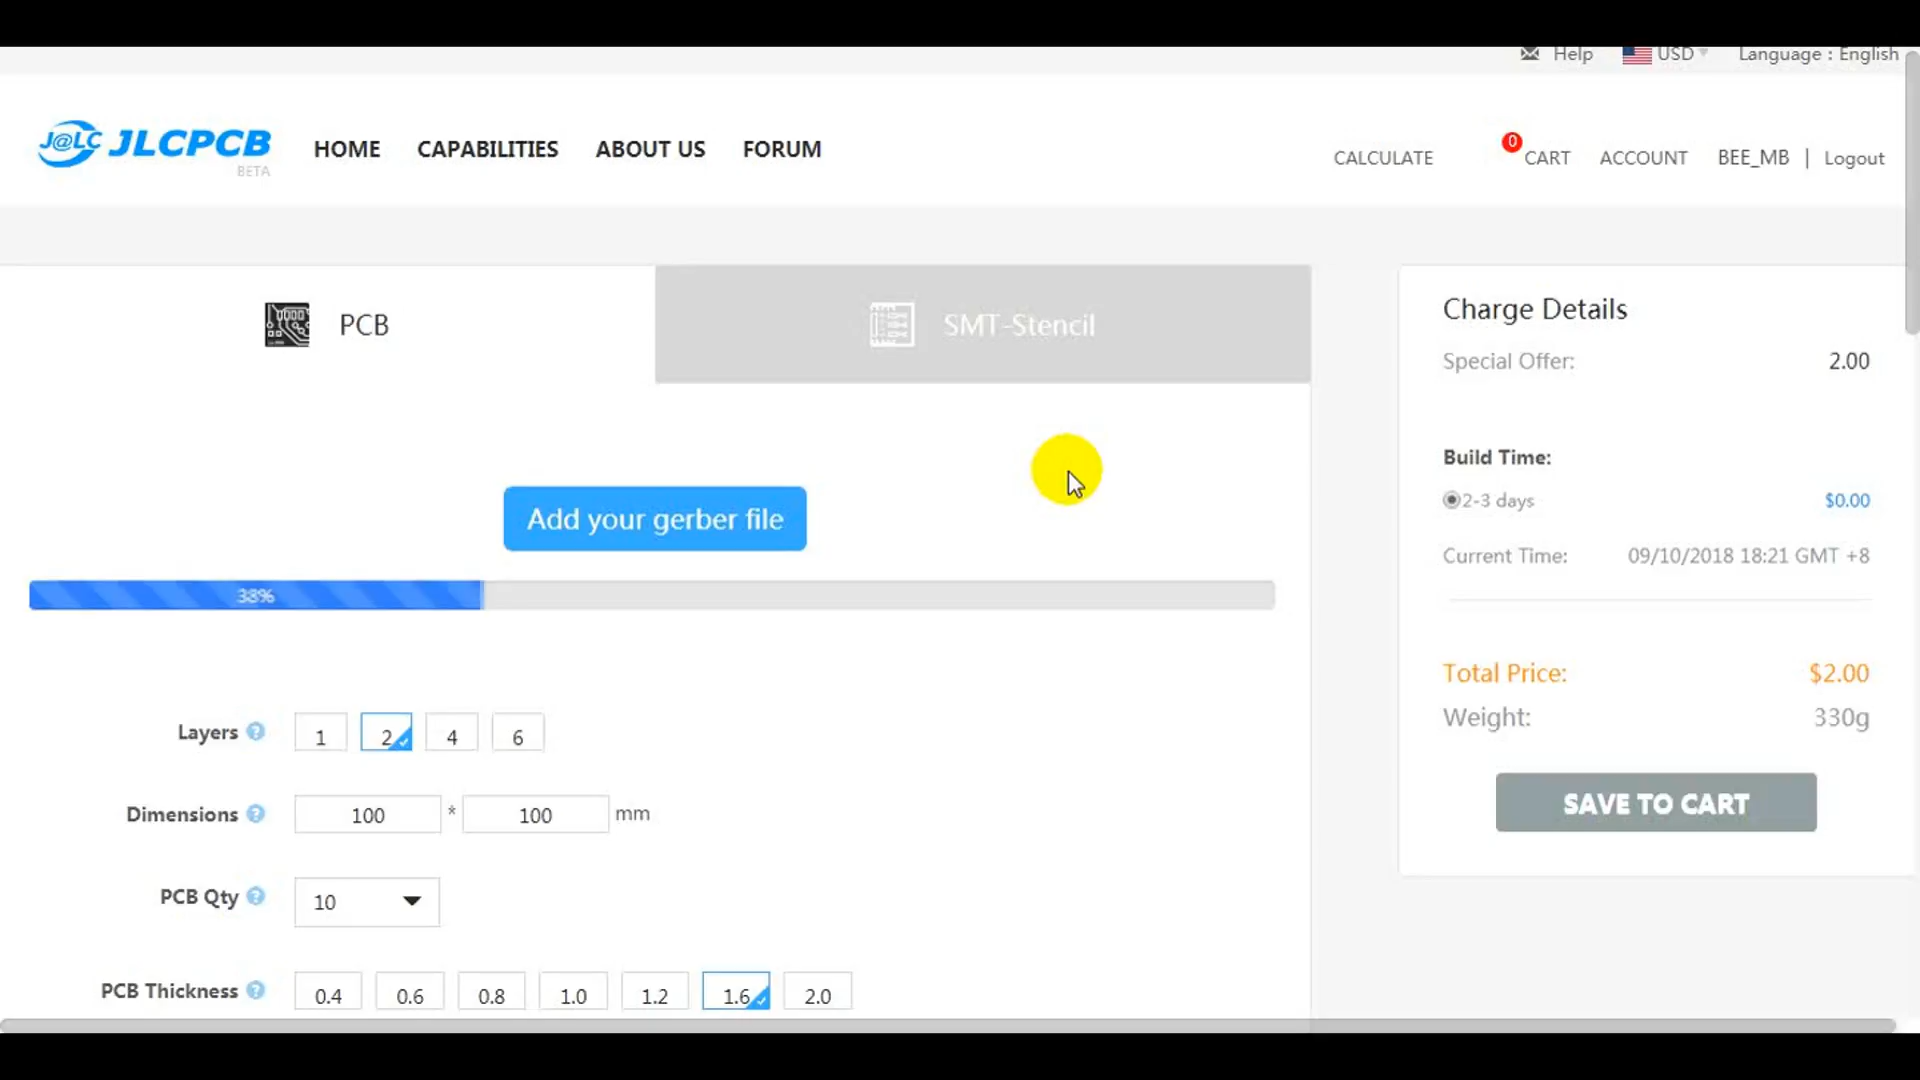 Help USD Language : English
J@LC JLCPCB
BETA
HOME CAPABILITIES ABOUT US FORUM
CALCULATE 0 CART ACCOUNT BEE_MB | Logout
PCB
SMT-Stencil
Add your gerber file
38%
Layers ? 1 2 4 6
Dimensions ? 100 * 100 mm
PCB Qty ? 10
PCB Thickness ? 0.4 0.6 0.8 1.0 1.2 1.6 2.0
Charge Details
Special Offer: 2.00
Build Time:
2-3 days $0.00
Current Time: 09/10/2018 18:21 GMT +8
Total Price: $2.00
Weight: 330g
SAVE TO CART